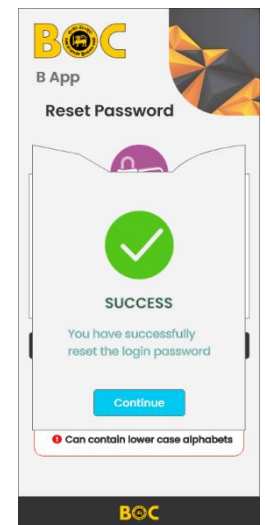 BOC
B App
Reset Password
SUCCESS
You have successfully
reset the login password
Continue
Can contain lower case alphabets
BOC